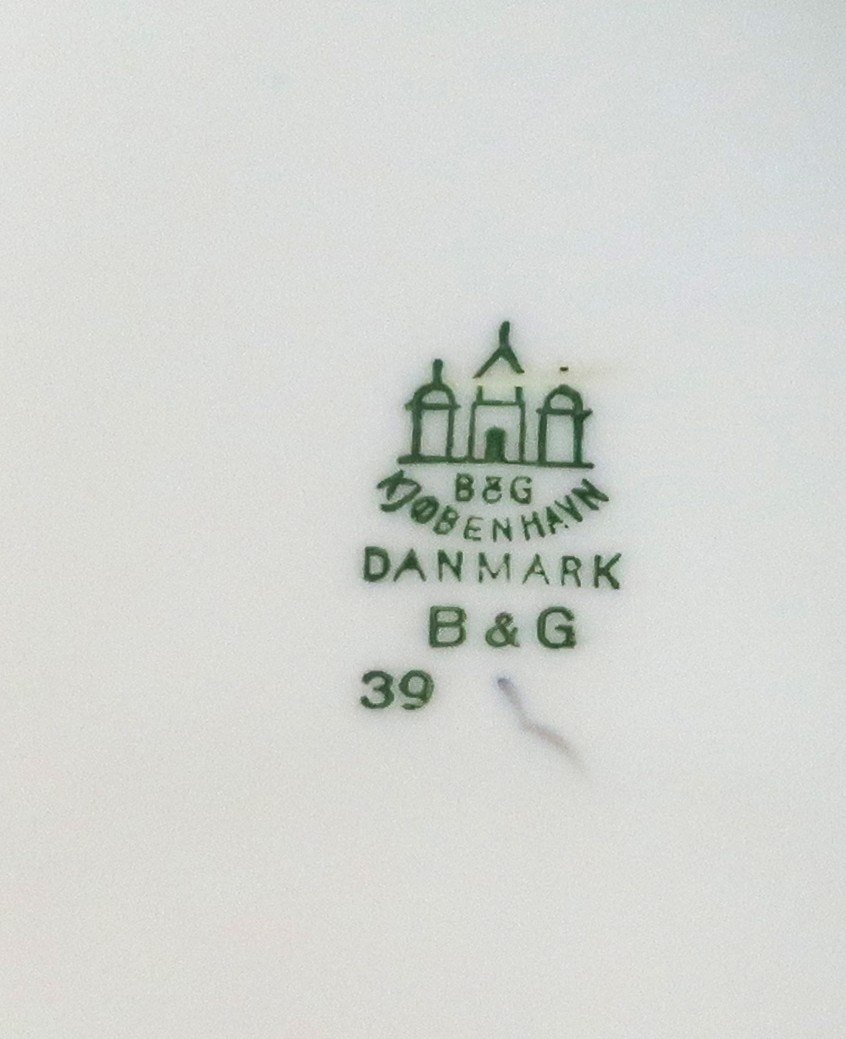 B&G
KJØBENHAVN
DANMARK
B & G
39